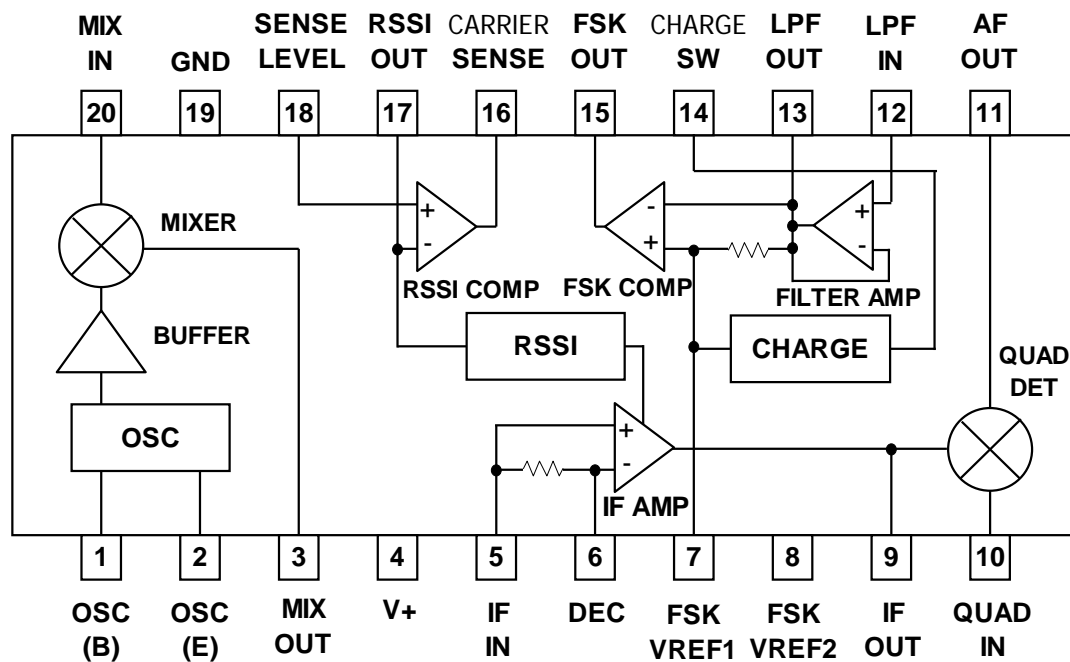 MIX SENSE RSSI CARRIER FSK CHARGE LPF LPF AF
IN GND LEVEL OUT SENSE OUT SW OUT IN OUT
20 19 18 17 16 15 14 13 12 11
+ - +
MIXER
- + -
RSSI COMP FSK COMP FILTER AMP
BUFFER
RSSI CHARGE
QUAD
DET
OSC
+
-
IF AMP
1 2 3 4 5 6 7 8 9 10
OSC OSC MIX V+ IF DEC FSK FSK IF QUAD
(B) (E) OUT IN VREF1 VREF2 OUT IN